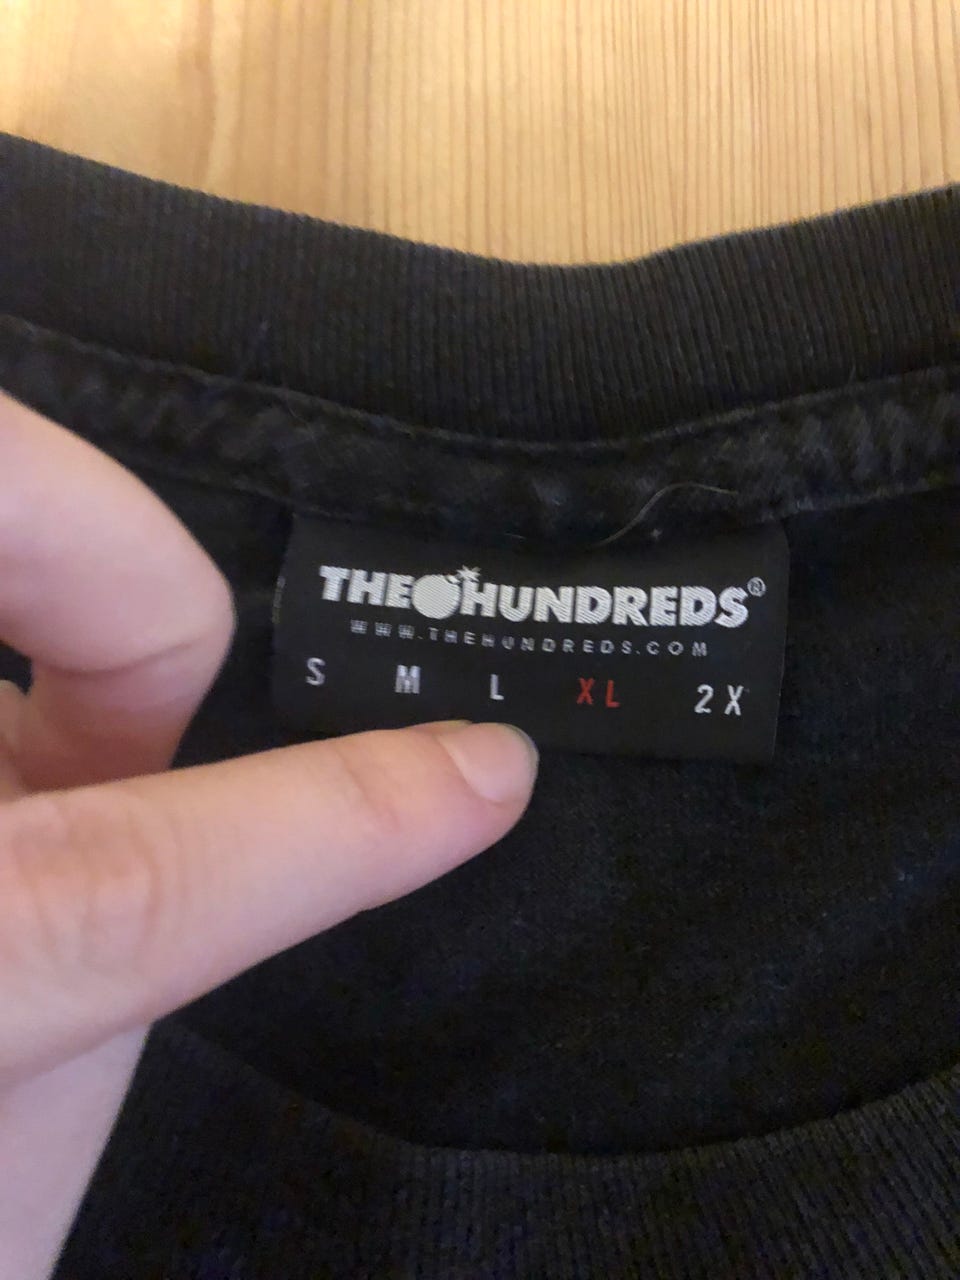 THE HUNDREDS®
WWW.THEHUNDREDS.COM
S M L XL 2X